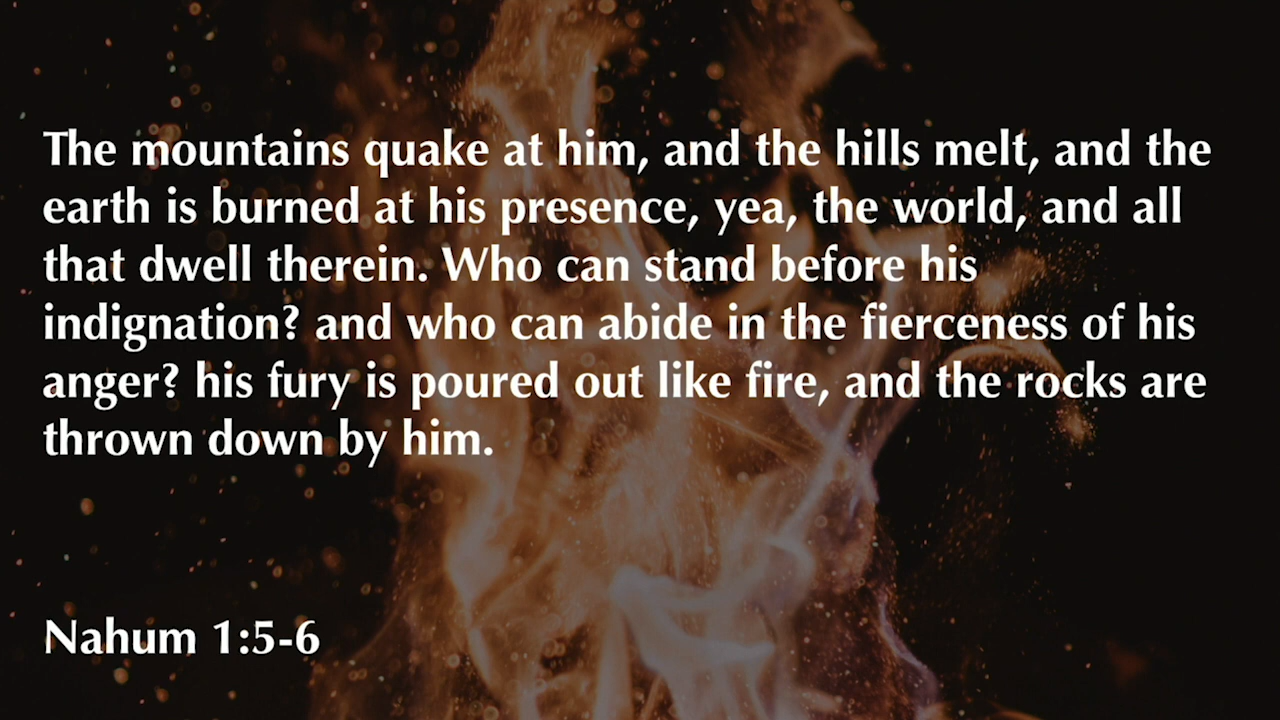 The mountains quake at him, and the hills melt, and the
earth is burned at his presence, yea, the world, and all
that dwell therein. Who can stand before his
indignation? and who can abide in the fierceness of his
anger? his fury is poured out like fire, and the rocks are
thrown down by him.
Nahum 1:5-6